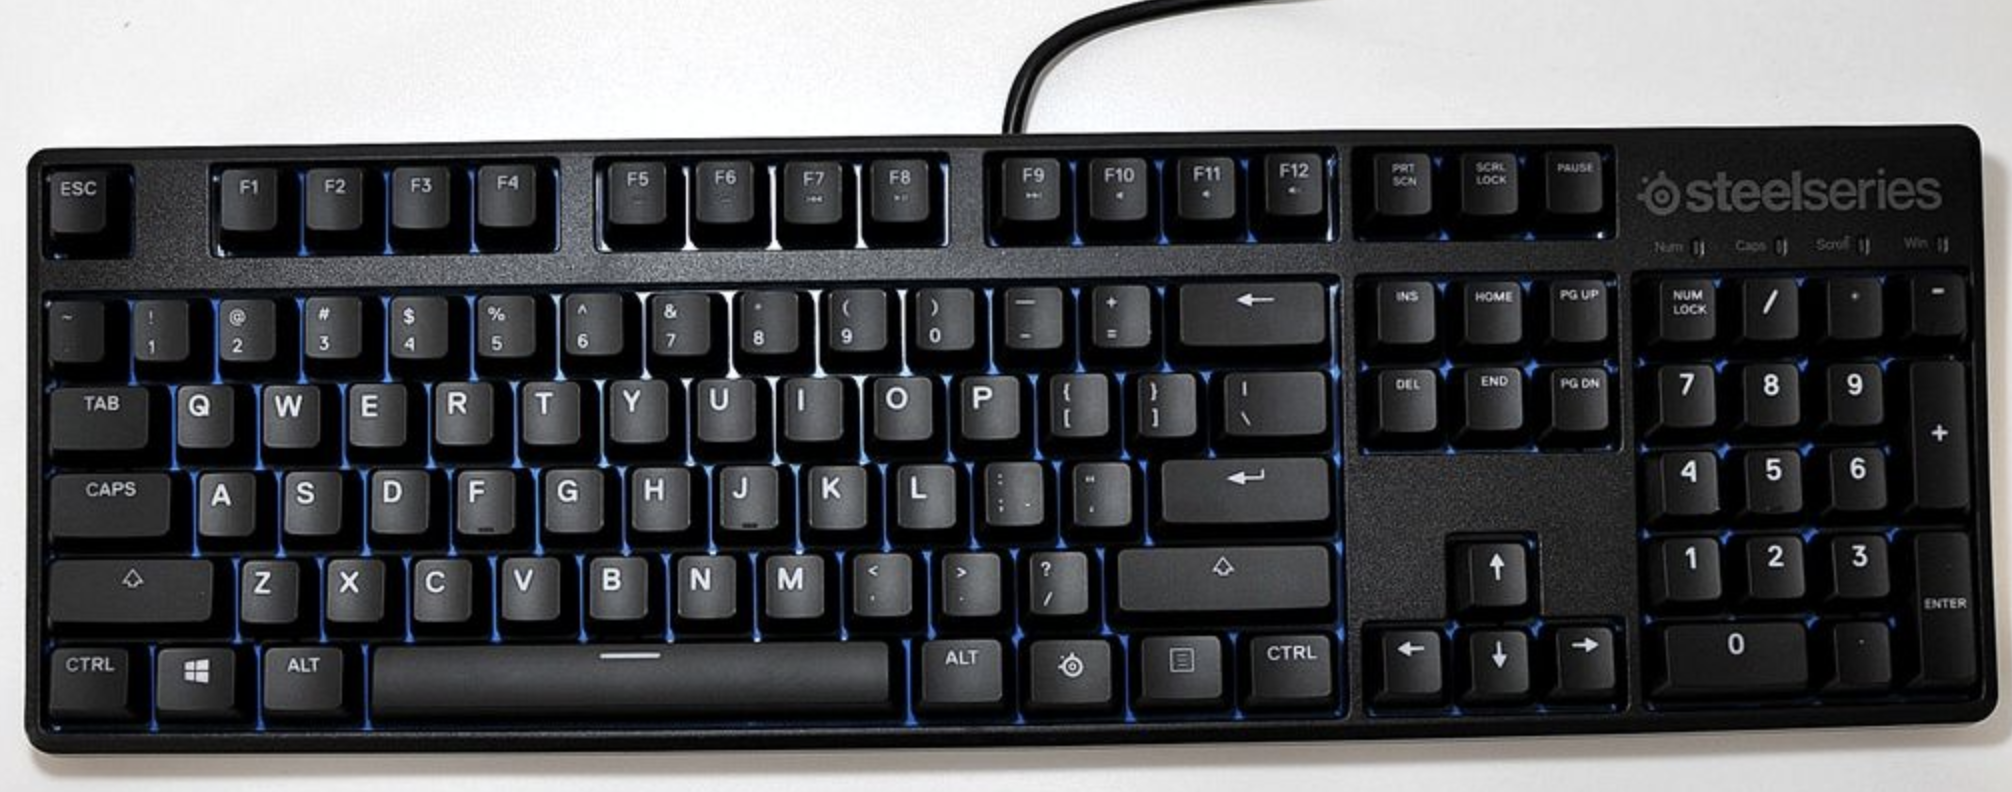 ESC F1 F2 F3 F4 F5 F6 F7 F8 F9 F10 F11 F12 PRT SCN SCRL LOCK PAUSE
steelseries
Num Caps Scroll Win
~ ! @ # $ % ^ & * ( ) — + INS HOME PG UP NUM LOCK / * -
1 2 3 4 5 6 7 8 9 0 - =
TAB Q W E R T Y U I O P { } | DEL END PG DN 7 8 9
[ ] \ +
CAPS A S D F G H J K L : " 4 5 6
; '
Z X C V B N M < > ? 1 2 3
, . / ENTER
CTRL ALT ALT CTRL 0 .